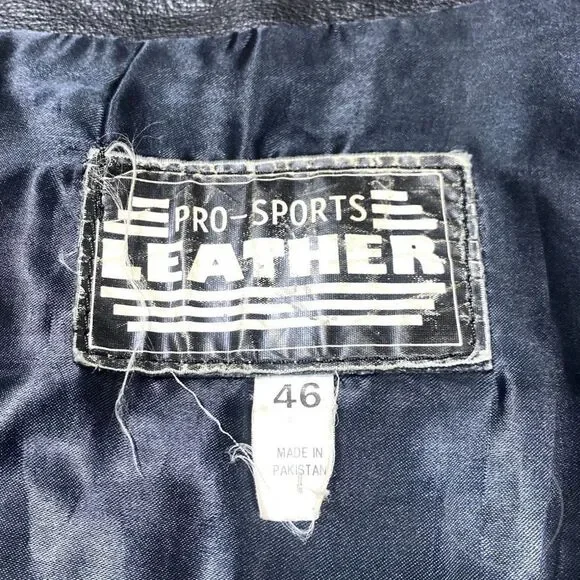 PRO-SPORTS
LEATHER
46
MADE IN
PAKISTAN